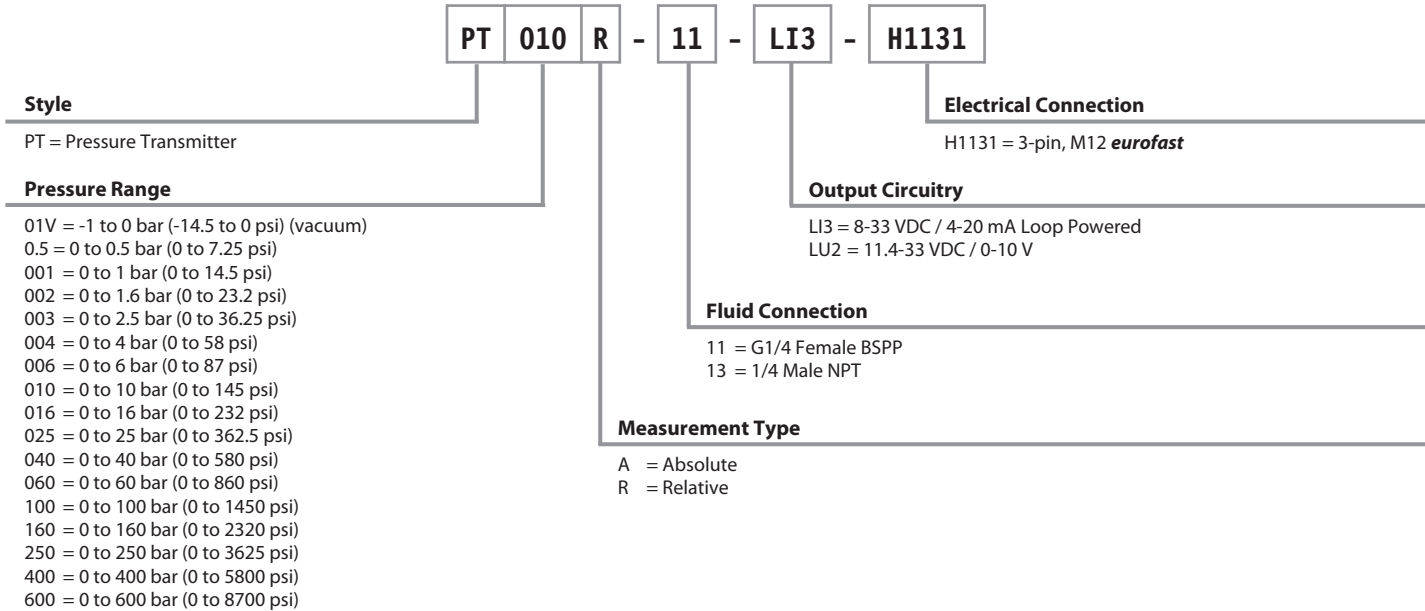 PT 010 R - 11 - LI3 - H1131
Style
PT = Pressure Transmitter
Pressure Range
01V = -1 to 0 bar (-14.5 to 0 psi) (vacuum)
0.5 = 0 to 0.5 bar (0 to 7.25 psi)
001 = 0 to 1 bar (0 to 14.5 psi)
002 = 0 to 1.6 bar (0 to 23.2 psi)
003 = 0 to 2.5 bar (0 to 36.25 psi)
004 = 0 to 4 bar (0 to 58 psi)
006 = 0 to 6 bar (0 to 87 psi)
010 = 0 to 10 bar (0 to 145 psi)
016 = 0 to 16 bar (0 to 232 psi)
025 = 0 to 25 bar (0 to 362.5 psi)
040 = 0 to 40 bar (0 to 580 psi)
060 = 0 to 60 bar (0 to 860 psi)
100 = 0 to 100 bar (0 to 1450 psi)
160 = 0 to 160 bar (0 to 2320 psi)
250 = 0 to 250 bar (0 to 3625 psi)
400 = 0 to 400 bar (0 to 5800 psi)
600 = 0 to 600 bar (0 to 8700 psi)
Electrical Connection
H1131 = 3-pin, M12 eurofast
Output Circuitry
LI3 = 8-33 VDC / 4-20 mA Loop Powered
LU2 = 11.4-33 VDC / 0-10 V
Fluid Connection
11 = G1/4 Female BSPP
13 = 1/4 Male NPT
Measurement Type
A = Absolute
R = Relative